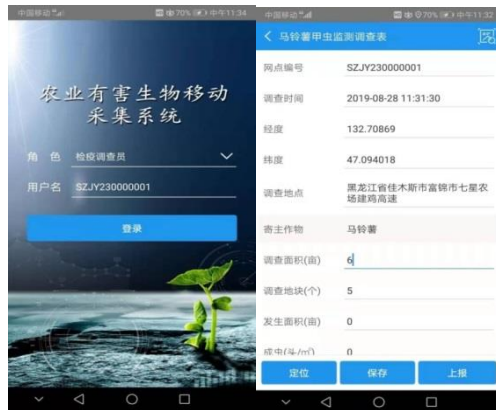 中国移动
70%
中午11:34
农业有害生物移动
采集系统
角 色
检疫调查员
用户名
SZJY230000001
登录
中国移动
70%
中午11:32
马铃薯甲虫监测调查表
网点编号
SZJY230000001
调查时间
2019-08-28 11:31:30
经度
132.70869
纬度
47.094018
调查地点
黑龙江省佳木斯市富锦市七星农
场建鸡高速
寄主作物
马铃薯
调查面积(亩)
6
调查地块(个)
5
发生面积(亩)
0
成虫(头/㎡)
0
定位
保存
上报